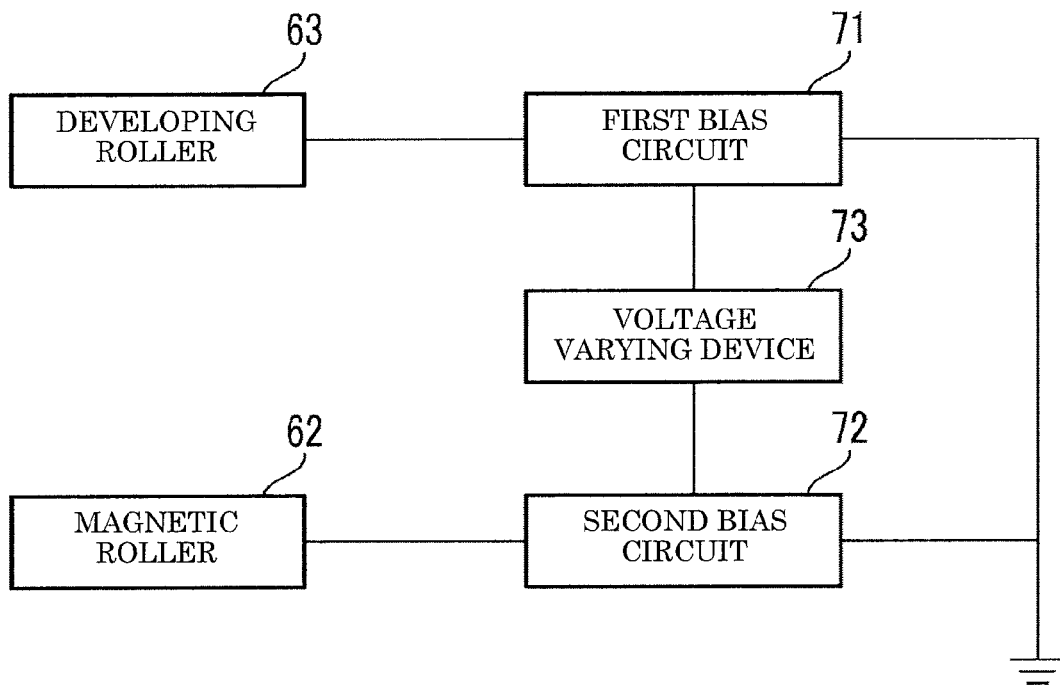 63
71
DEVELOPING
ROLLER
FIRST BIAS
CIRCUIT
73
VOLTAGE
VARYING DEVICE
62
72
MAGNETIC
ROLLER
SECOND BIAS
CIRCUIT